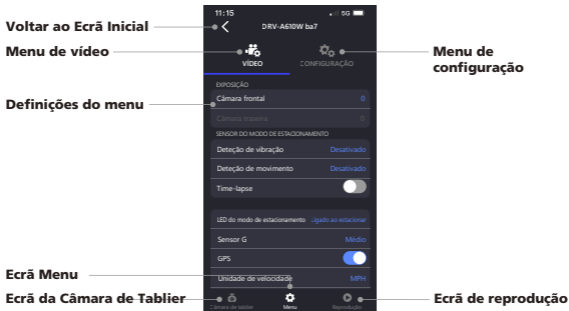 11:15
5G
Voltar ao Ecrã Inicial
DRV-A610W ba7
Menu de vídeo
Menu de
configuração
VÍDEO
CONFIGURAÇÃO
EXPOSIÇÃO
Definições do menu
Câmara frontal
0
Câmara traseira
0
SENSOR DO MODO DE ESTACIONAMENTO
Deteção de vibração
Desativado
Deteção de movimento
Desativado
Time-lapse
LED do modo de estacionamento
Ligado ao estacionar
Sensor G
Médio
GPS
Unidade de velocidade
MPH
Ecrã Menu
Ecrã da Câmara de Tablier
Câmara de tablier
Menu
Reprodução
Ecrã de reprodução